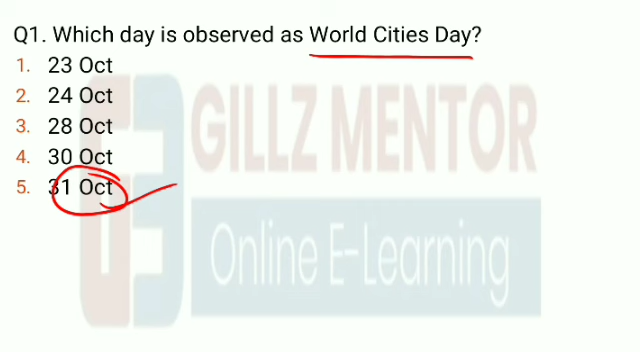 Q1. Which day is observed as World Cities Day?
1. 23 Oct
2. 24 Oct
3. 28 Oct
4. 30 Oct
5. 31 Oct
GILLZ MENTOR
Online E-Learning